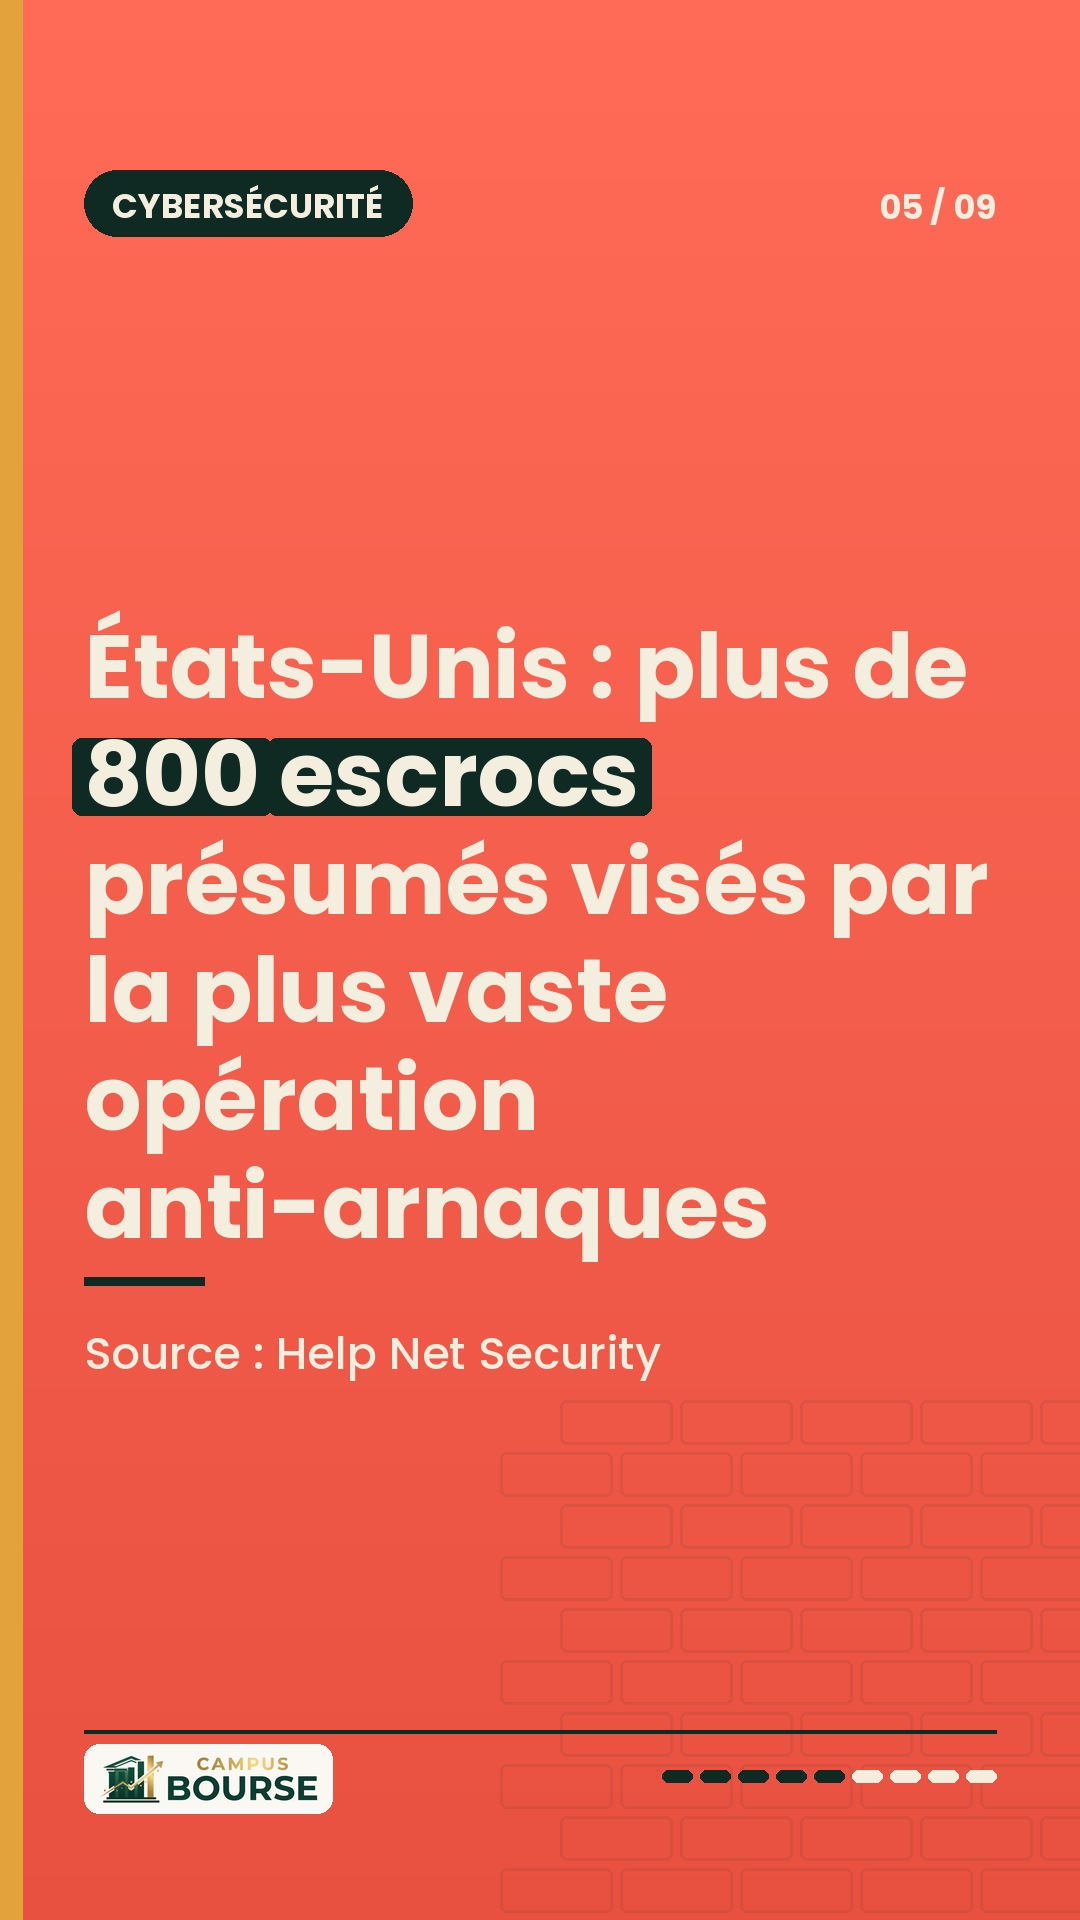 CYBERSÉCURITÉ
05 / 09
États-Unis : plus de
800 escrocs
présumés visés par
la plus vaste
opération
anti-arnaques
Source : Help Net Security
CAMPUS
BOURSE